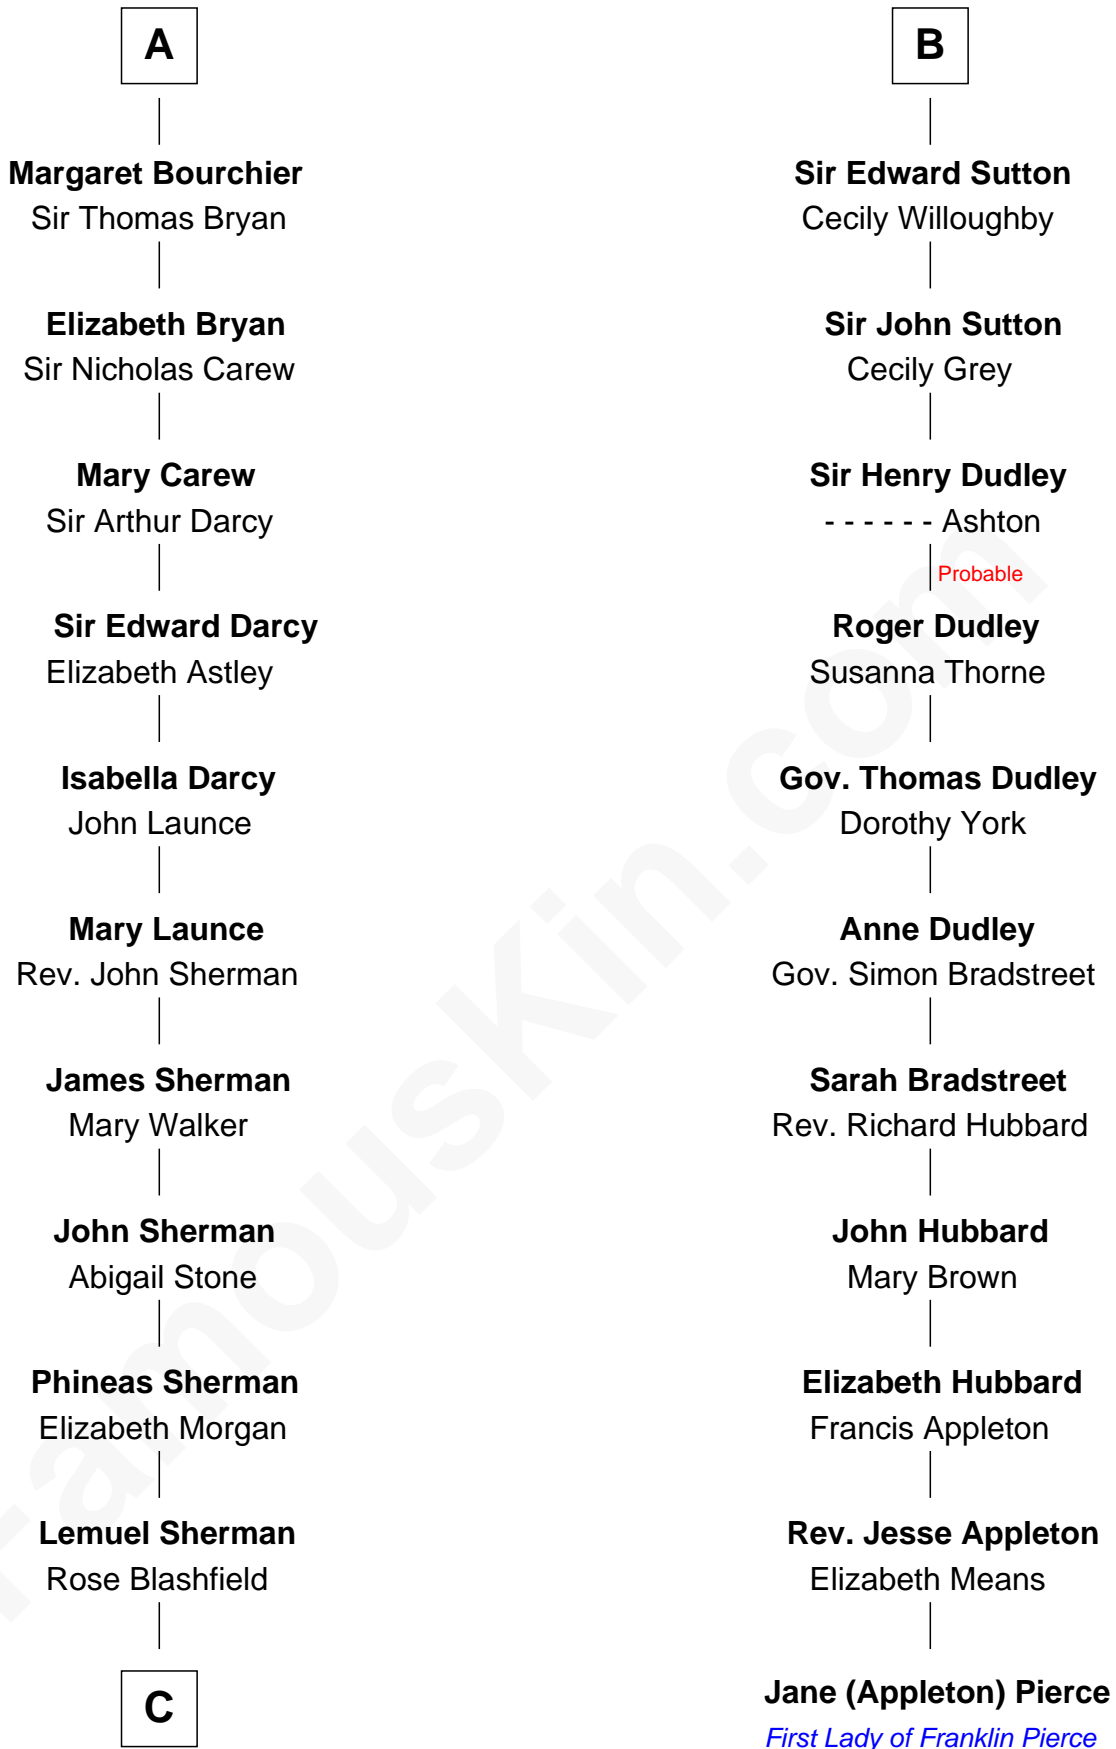 A
Margaret Bourchier
Sir Thomas Bryan
Elizabeth Bryan
Sir Nicholas Carew
Mary Carew
Sir Arthur Darcy
Sir Edward Darcy
Elizabeth Astley
Isabella Darcy
John Launce
Mary Launce
Rev. John Sherman
James Sherman
Mary Walker
John Sherman
Abigail Stone
Phineas Sherman
Elizabeth Morgan
Lemuel Sherman
Rose Blashfield
C
B
Sir Edward Sutton
Cecily Willoughby
Sir John Sutton
Cecily Grey
Sir Henry Dudley
- - - - - - Ashton
Probable
Roger Dudley
Susanna Thorne
Gov. Thomas Dudley
Dorothy York
Anne Dudley
Gov. Simon Bradstreet
Sarah Bradstreet
Rev. Richard Hubbard
John Hubbard
Mary Brown
Elizabeth Hubbard
Francis Appleton
Rev. Jesse Appleton
Elizabeth Means
Jane (Appleton) Pierce
First Lady of Franklin Pierce
FamousKin.com